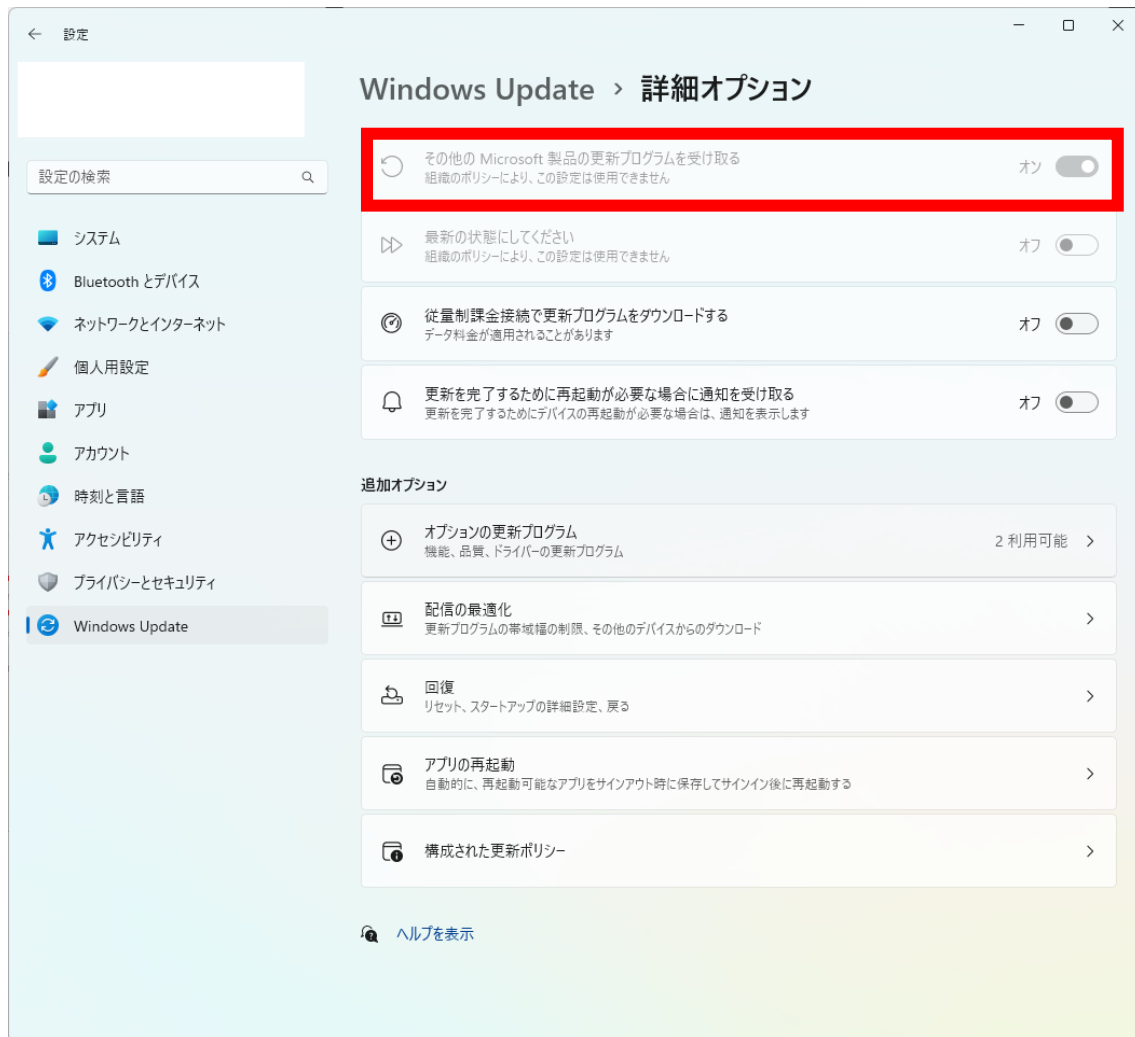 設定
Windows Update › 詳細オプション
設定の検索
システム
Bluetooth とデバイス
ネットワークとインターネット
個人用設定
アプリ
アカウント
時刻と言語
アクセシビリティ
プライバシーとセキュリティ
Windows Update
その他の Microsoft 製品の更新プログラムを受け取る
組織のポリシーにより、この設定は使用できません
オン
最新の状態にしてください
組織のポリシーにより、この設定は使用できません
オフ
従量制課金接続で更新プログラムをダウンロードする
データ料金が適用されることがあります
オフ
更新を完了するために再起動が必要な場合に通知を受け取る
更新を完了するためにデバイスの再起動が必要な場合は、通知を表示します
オフ
追加オプション
オプションの更新プログラム
機能、品質、ドライバーの更新プログラム
2 利用可能
配信の最適化
更新プログラムの帯域幅の制限、その他のデバイスからのダウンロード
回復
リセット、スタートアップの詳細設定、戻る
アプリの再起動
自動的に、再起動可能なアプリをサインアウト時に保存してサインイン後に再起動する
構成された更新ポリシー
ヘルプを表示